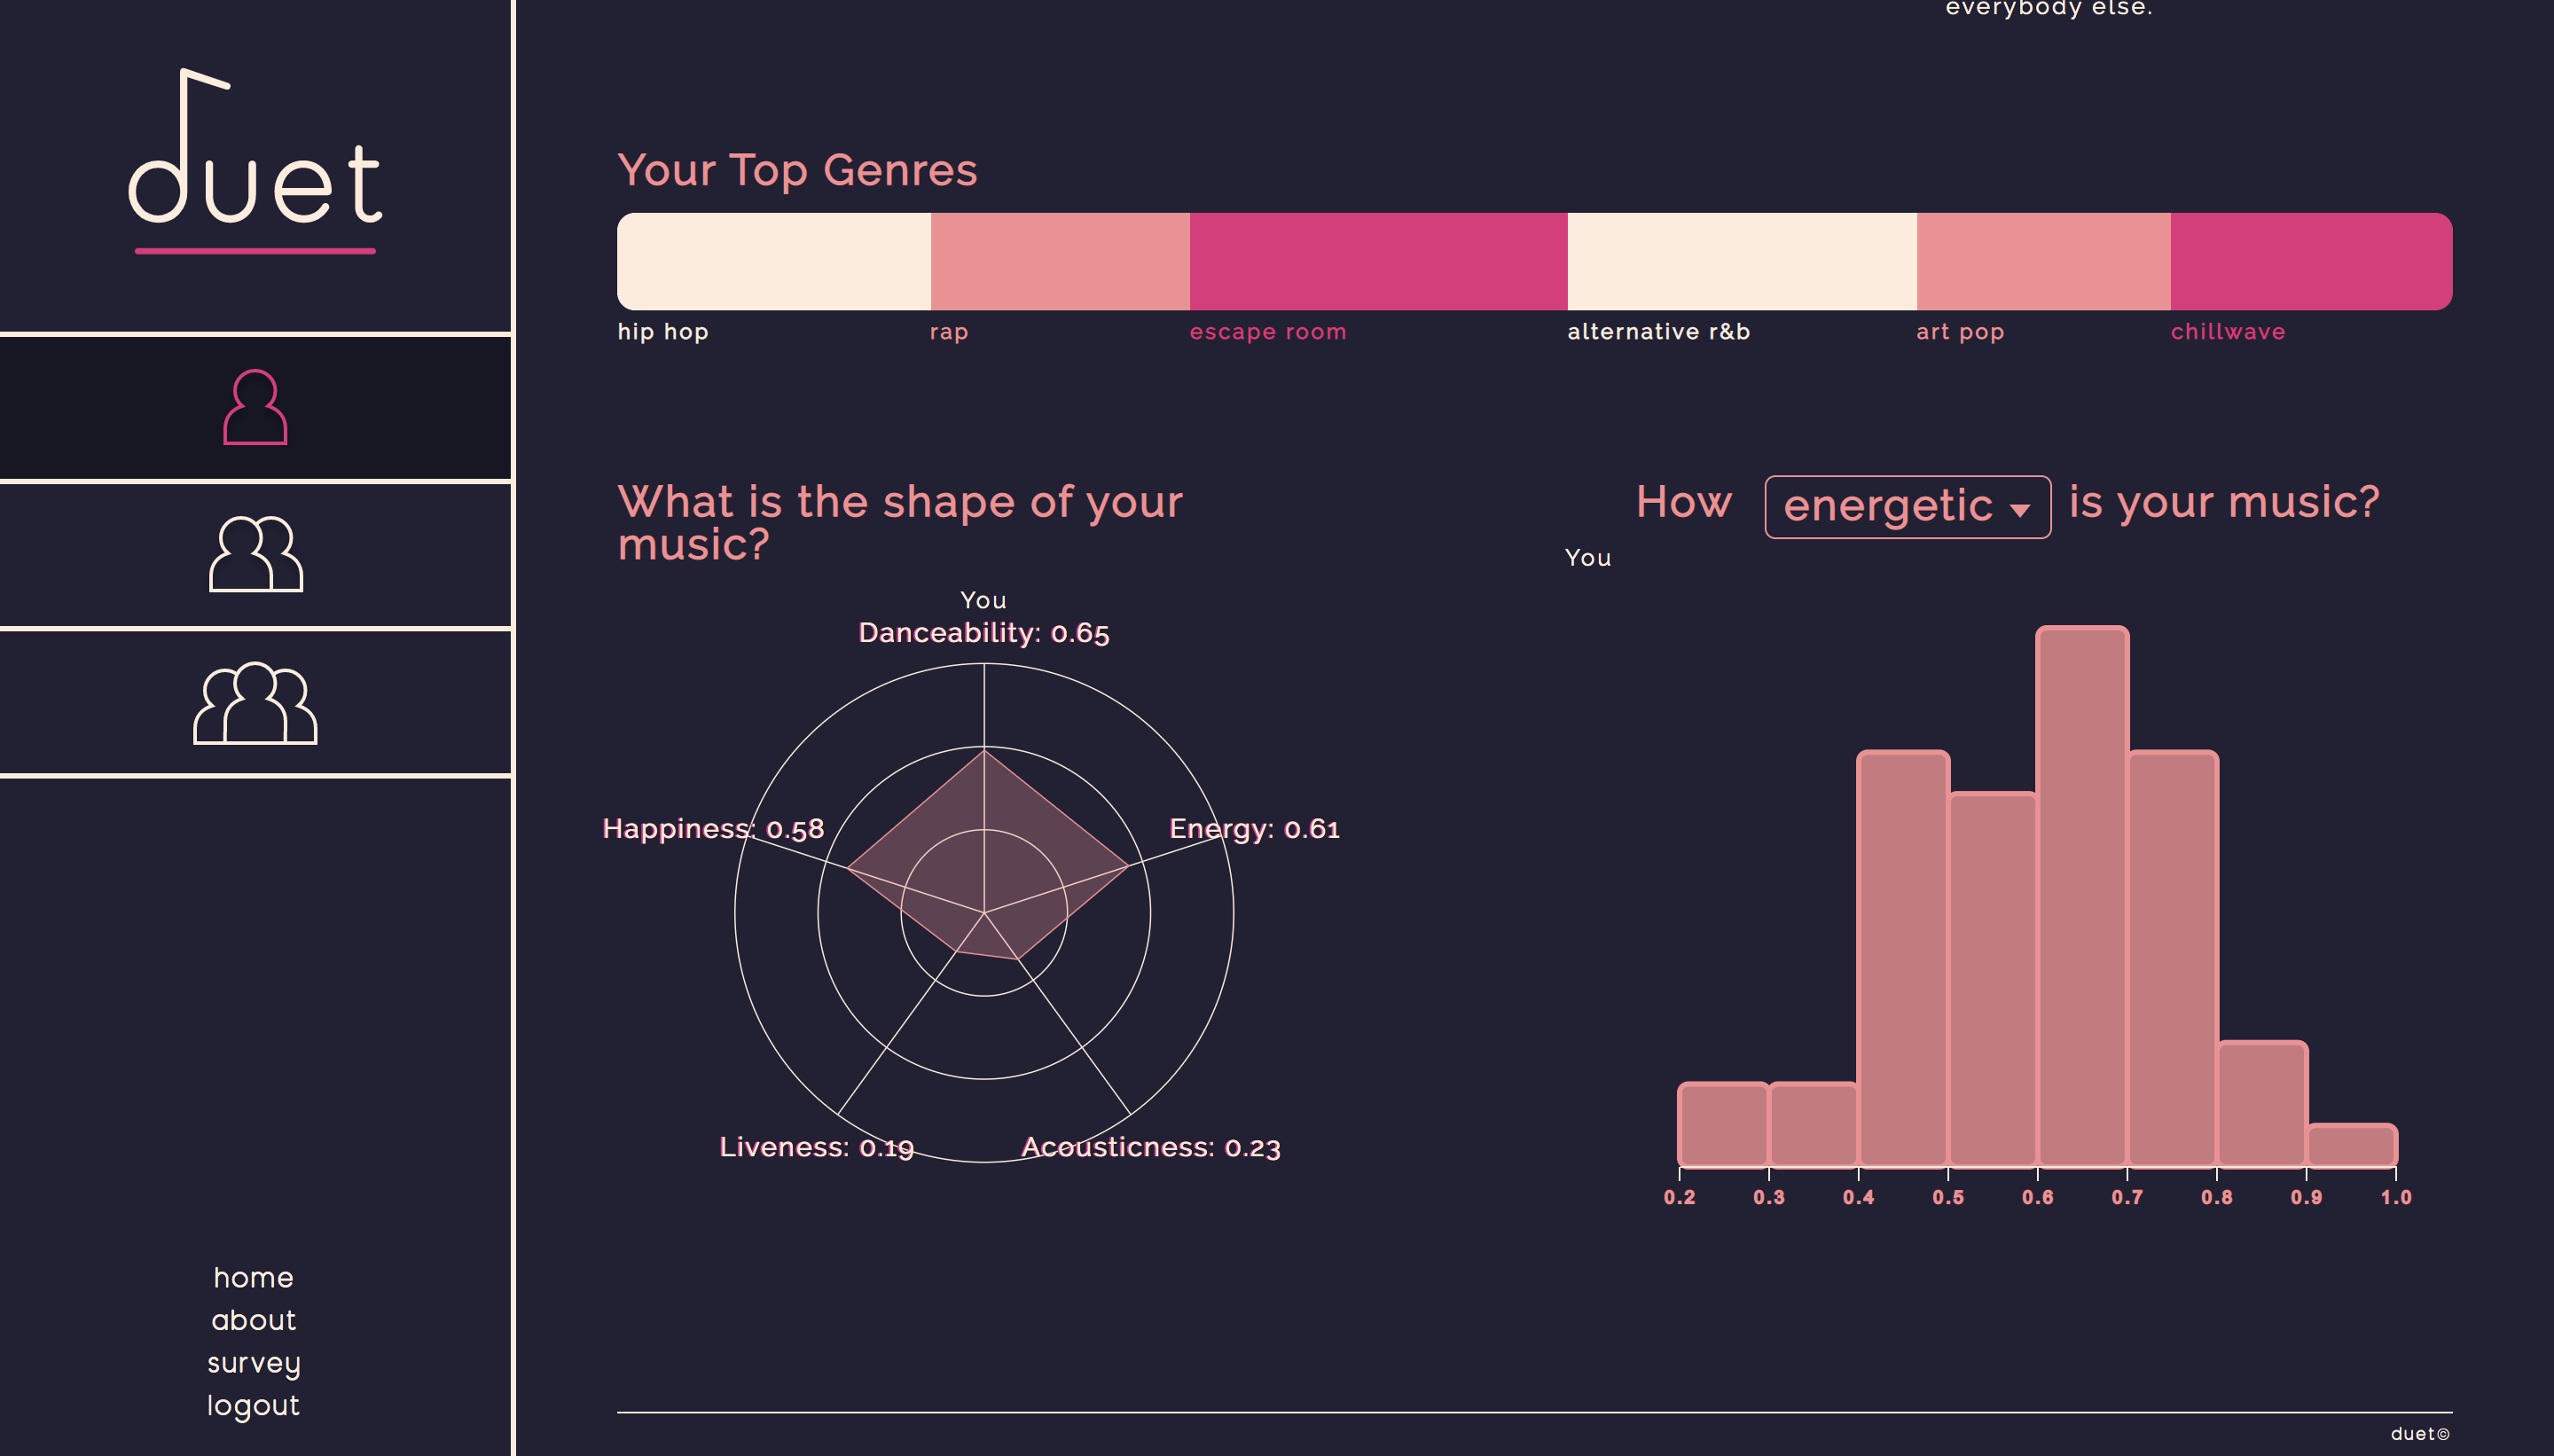 everybody else.
duet
Your Top Genres
hip hop rap escape room alternative r&b art pop chillwave
What is the shape of your
music?
You
Danceability: 0.65
Happiness: 0.58
Energy: 0.61
Liveness: 0.19
Acousticness: 0.23
How energetic is your music?
You
0.2 0.3 0.4 0.5 0.6 0.7 0.8 0.9 1.0
home
about
survey
logout
duet©